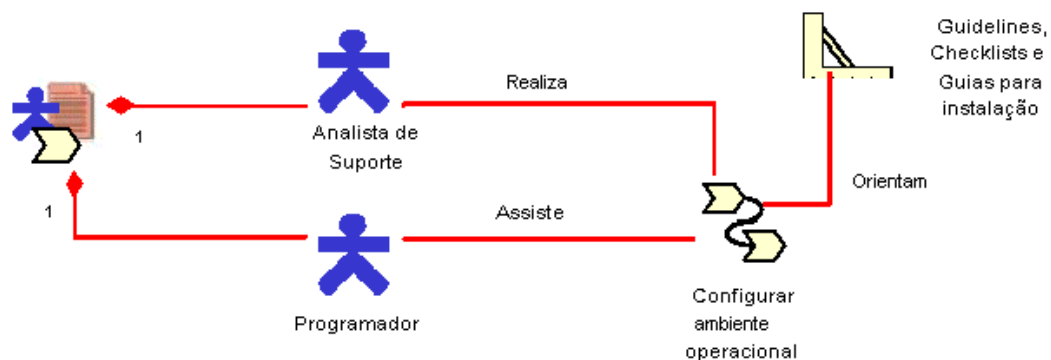 Guidelines,
Checklists e
Guias para
instalação
Realiza
1
Analista de
Suporte
Orientam
1
Assiste
Programador
Configurar
ambiente
operacional